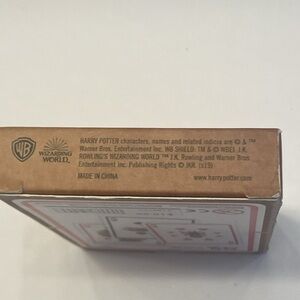 WB
WIZARDING
WORLD
HARRY POTTER characters, names and related indicia are © & ™
Warner Bros. Entertainment Inc. WB SHIELD: TM & © WBEI. J.K.
ROWLING'S WIZARDING WORLD ™ J.K. Rowling and Warner Bros.
Entertainment Inc. Publishing Rights © JKR. (s19)
MADE IN CHINA
www.harrypotter.com